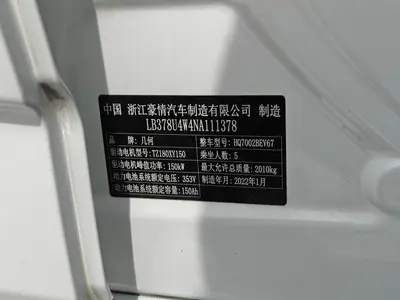 中国 浙江豪情汽车制造有限公司 制造
LB378U4W4NA111378
品牌：几何 整车型号：HQ7002BEV67
驱动电机型号：TZ180XY150 乘坐人数：5
驱动电机峰值功率：150kW 最大允许总质量：2010kg
动力电池系统额定电压：353V 制造年月：2022年1月
动力电池系统额定容量：150Ah